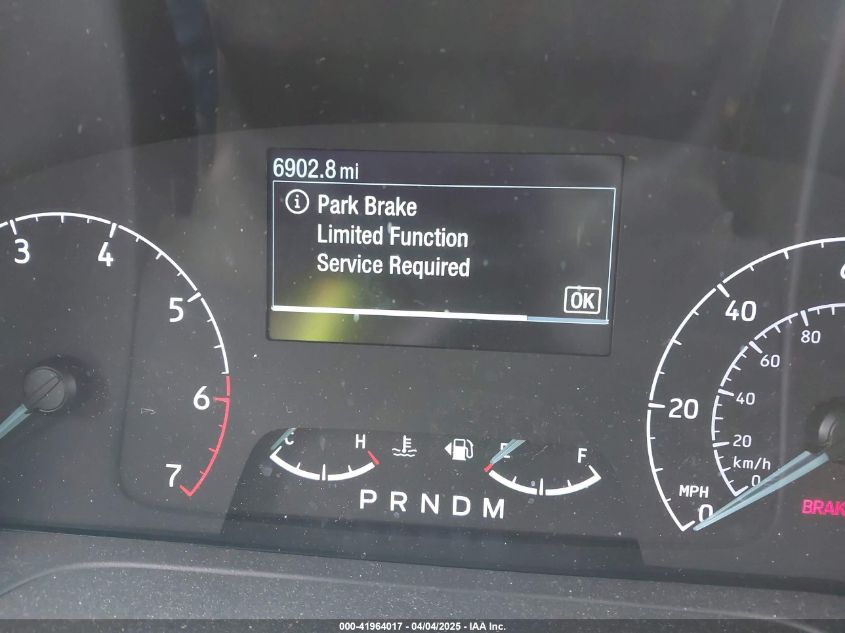 6902.8 mi
Park Brake
Limited Function
Service Required
OK
3
4
5
6
7
C
H
E
F
P R N D M
40
20
0
MPH
80
60
40
20
0
km/h
BRAK
000-41964017 - 04/04/2025 - IAA Inc.